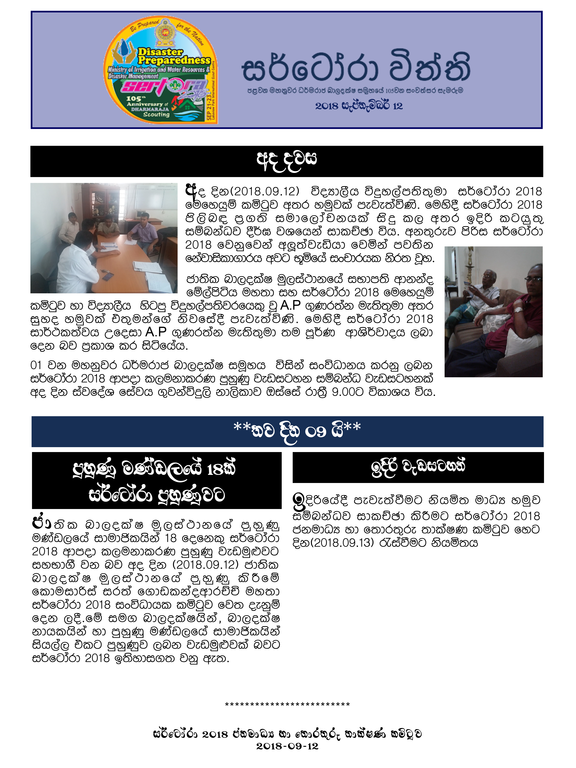 Be Prepared for the Nation
Disaster
Preparedness
Ministry of Irrigation and Water Resources &
Disaster Management
SERTORA
105th
Anniversary of
DHARMARAJA
Scouting
සර්ටෝරා විත්ති
පළවන මහනුවර ධර්මරාජ බාලදක්ෂ සමූහයේ 105වන සංවත්සර සැමරුම
2018 සැප්තැම්බර් 12
අද දවස
අද දින(2018.09.12) විද්‍යාලීය විදුහල්පතිතුමා සර්ටෝරා 2018
මෙහෙයුම් කමිටුව අතර හමුවක් පැවැත්විණි. මෙහිදී සර්ටෝරා 2018
පිළිබඳ ප්‍රගති සමාලෝචනයක් සිදු කල අතර ඉදිරි කටයුතු
සම්බන්ධව දීර්ඝ වශයෙන් සාකච්ඡා විය. අනතුරුව පිරිස සර්ටෝරා
2018 වෙනුවෙන් අලුත්වැඩියා වෙමින් පවතින
නේවාසිකාගාරය අවට භූමියේ සංචාරයක නිරත වූහ.
ජාතික බාලදක්ෂ මූලස්ථානයේ සභාපති ආනන්ද
මේල්පිටිය මහතා සහ සර්ටෝරා 2018 මෙහෙයුම්
කමිටුව හා විද්‍යාලීය හිටපු විදුහල්පතිවරයෙකු වූ A.P ගුණරත්න මැතිතුමා අතර
සුහද හමුවක් එතුමන්ගේ නිවසේදී පැවැත්විණි. මෙහිදී සර්ටෝරා 2018
සාර්ථකත්වය උදෙසා A.P ගුණරත්න මැතිතුමා තම පූර්ණ ආශිර්වාදය ලබා
දෙන බව ප්‍රකාශ කර සිටියේය.
01 වන මහනුවර ධර්මරාජ බාලදක්ෂ සමූහය විසින් සංවිධානය කරනු ලබන
සර්ටෝරා 2018 ආපදා කලමනාකරණ පුහුණු වැඩසටහන සම්බන්ධ වැඩසටහනක්
අද දින ස්වදේශ සේවය ගුවන්විදුලි නාලිකාව ඔස්සේ රාත්‍රී 9.00ට විකාශය විය.
**තව දින 09 යි**
පුහුණු මණ්ඩලයේ 18ක්
සර්ටෝරා පුහුණුවට
ජාතික බාලදක්ෂ මූලස්ථානයේ පුහුණු
මණ්ඩලයේ සාමාජිකයින් 18 දෙනෙකු සර්ටෝරා
2018 ආපදා කලමනාකරණ පුහුණු වැඩමුළුවට
සහභාගී වන බව අද දින (2018.09.12) ජාතික
බාලදක්ෂ මූලස්ථානයේ පුහුණු කිරීමේ
කොමසාරිස් සරත් ගොඩකන්දආරච්චි මහතා
සර්ටෝරා 2018 සංවිධායක කමිටුව වෙත දැනුම්
දෙන ලදී.මේ සමග බාලදක්ෂයින්, බාලදක්ෂ
නායකයින් හා පුහුණු මණ්ඩලයේ සාමාජිකයින්
සියල්ල එකට පුහුණුව ලබන වැඩමුළුවක් බවට
සර්ටෝරා 2018 ඉතිහාසගත වනු ඇත.
ඉදිරි වැඩසටහන්
ඉදිරියේදී පැවැත්වීමට නියමිත මාධ්‍ය හමුව
සම්බන්ධව සාකච්ඡා කිරීමට සර්ටෝරා 2018
ජනමාධ්‍ය හා තොරතුරු තාක්ෂණ කමිටුව හෙට
දින(2018.09.13) රැස්වීමට නියමිතය
*************************
සර්ටෝරා 2018 ජනමාධ්‍ය හා තොරතුරු තාක්ෂණ කමිටුව
2018-09-12